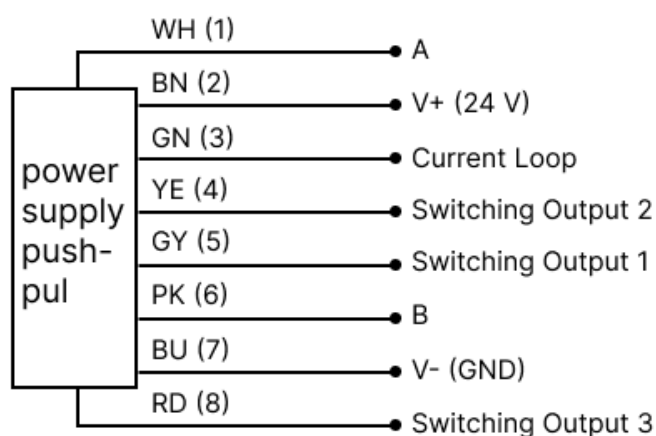 WH (1)
A
BN (2)
V+ (24 V)
GN (3)
Current Loop
YE (4)
Switching Output 2
GY (5)
Switching Output 1
PK (6)
B
BU (7)
V- (GND)
RD (8)
Switching Output 3
power
supply
push-
pul